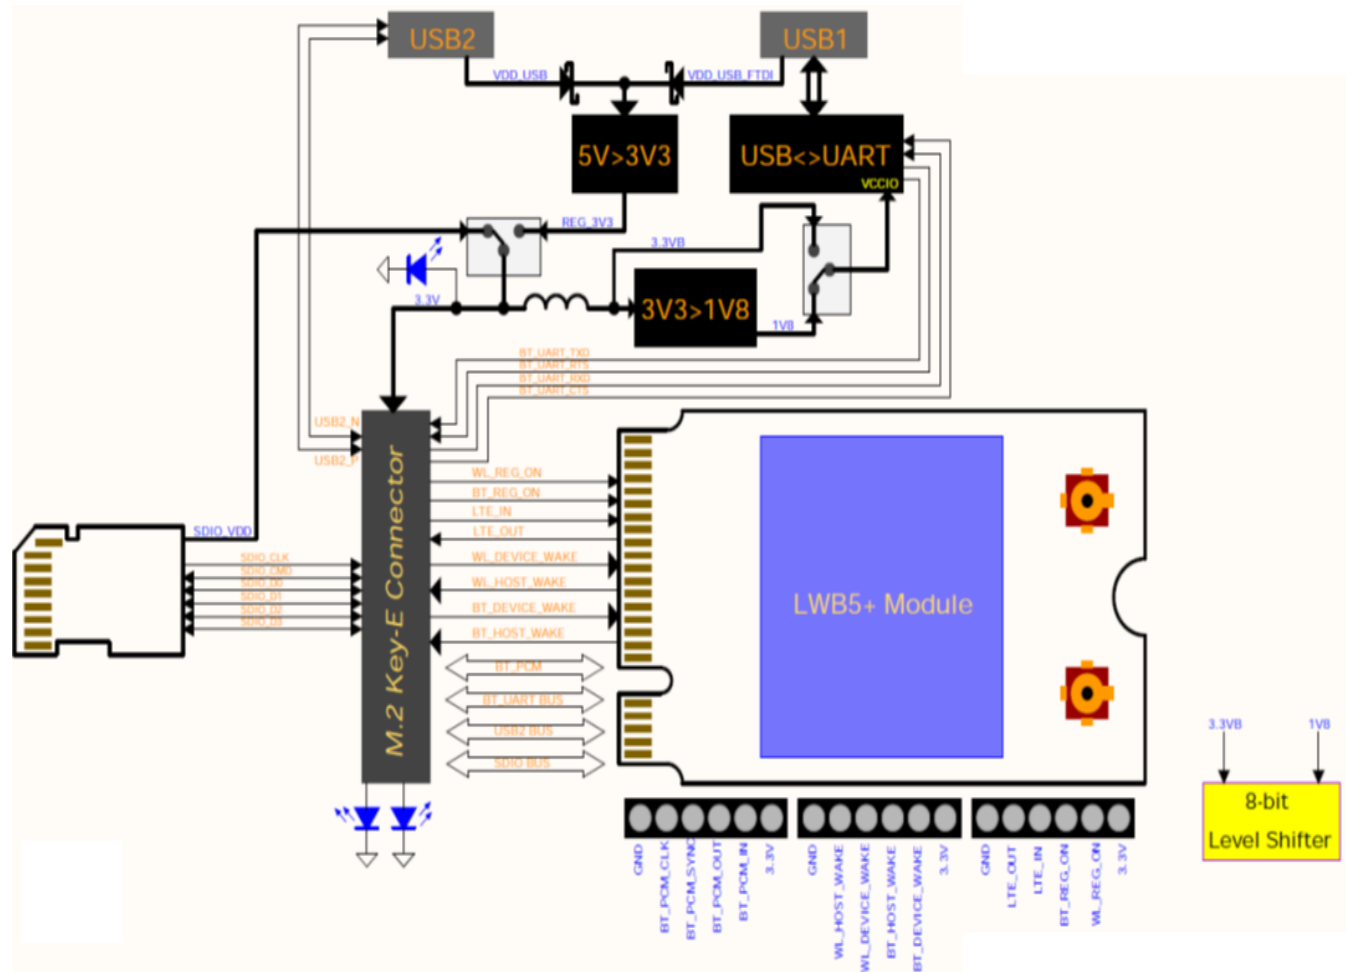 USB2
USB1
VDD_USB
VDD_USB_FTDI
5V>3V3
USB<>UART
VCCIO
REG_3V3
3.3VB
3.3V
3V3>1V8
1V8
BT_UART_TXD
BT_UART_RTS
BT_UART_RXD
BT_UART_CTS
USB2_N
USB2_P
M.2 Key-E Connector
WL_REG_ON
BT_REG_ON
LTE_IN
LTE_OUT
WL_DEVICE_WAKE
WL_HOST_WAKE
BT_DEVICE_WAKE
BT_HOST_WAKE
BT_PCM
BT_UART BUS
USB2 BUS
SDIO BUS
SDIO_VDD
SDIO_CLK
SDIO_CMD
SDIO_D0
SDIO_D1
SDIO_D2
SDIO_D3
LWB5+ Module
3.3VB
1V8
8-bit
Level Shifter
GND
BT_PCM_CLK
BT_PCM_SYNC
BT_PCM_OUT
BT_PCM_IN
3.3V
GND
WL_HOST_WAKE
WL_DEVICE_WAKE
BT_HOST_WAKE
BT_DEVICE_WAKE
3.3V
GND
LTE_OUT
LTE_IN
BT_REG_ON
WL_REG_ON
3.3V